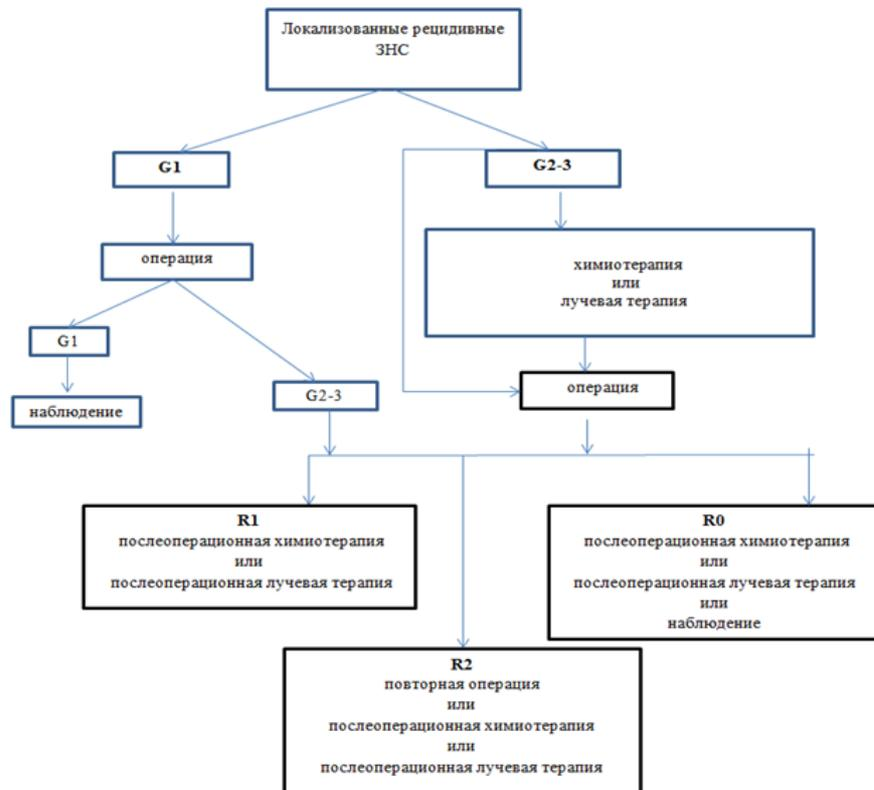 Локализованные рецидивные
ЗНС
G1
G2-3
операция
химиотерапия
или
лучевая терапия
G1
операция
G2-3
наблюдение
R1
послеоперационная химиотерапия
или
послеоперационная лучевая терапия
R0
послеоперационная химиотерапия
или
послеоперационная лучевая терапия
или
наблюдение
R2
повторная операция
или
послеоперационная химиотерапия
или
послеоперационная лучевая терапия